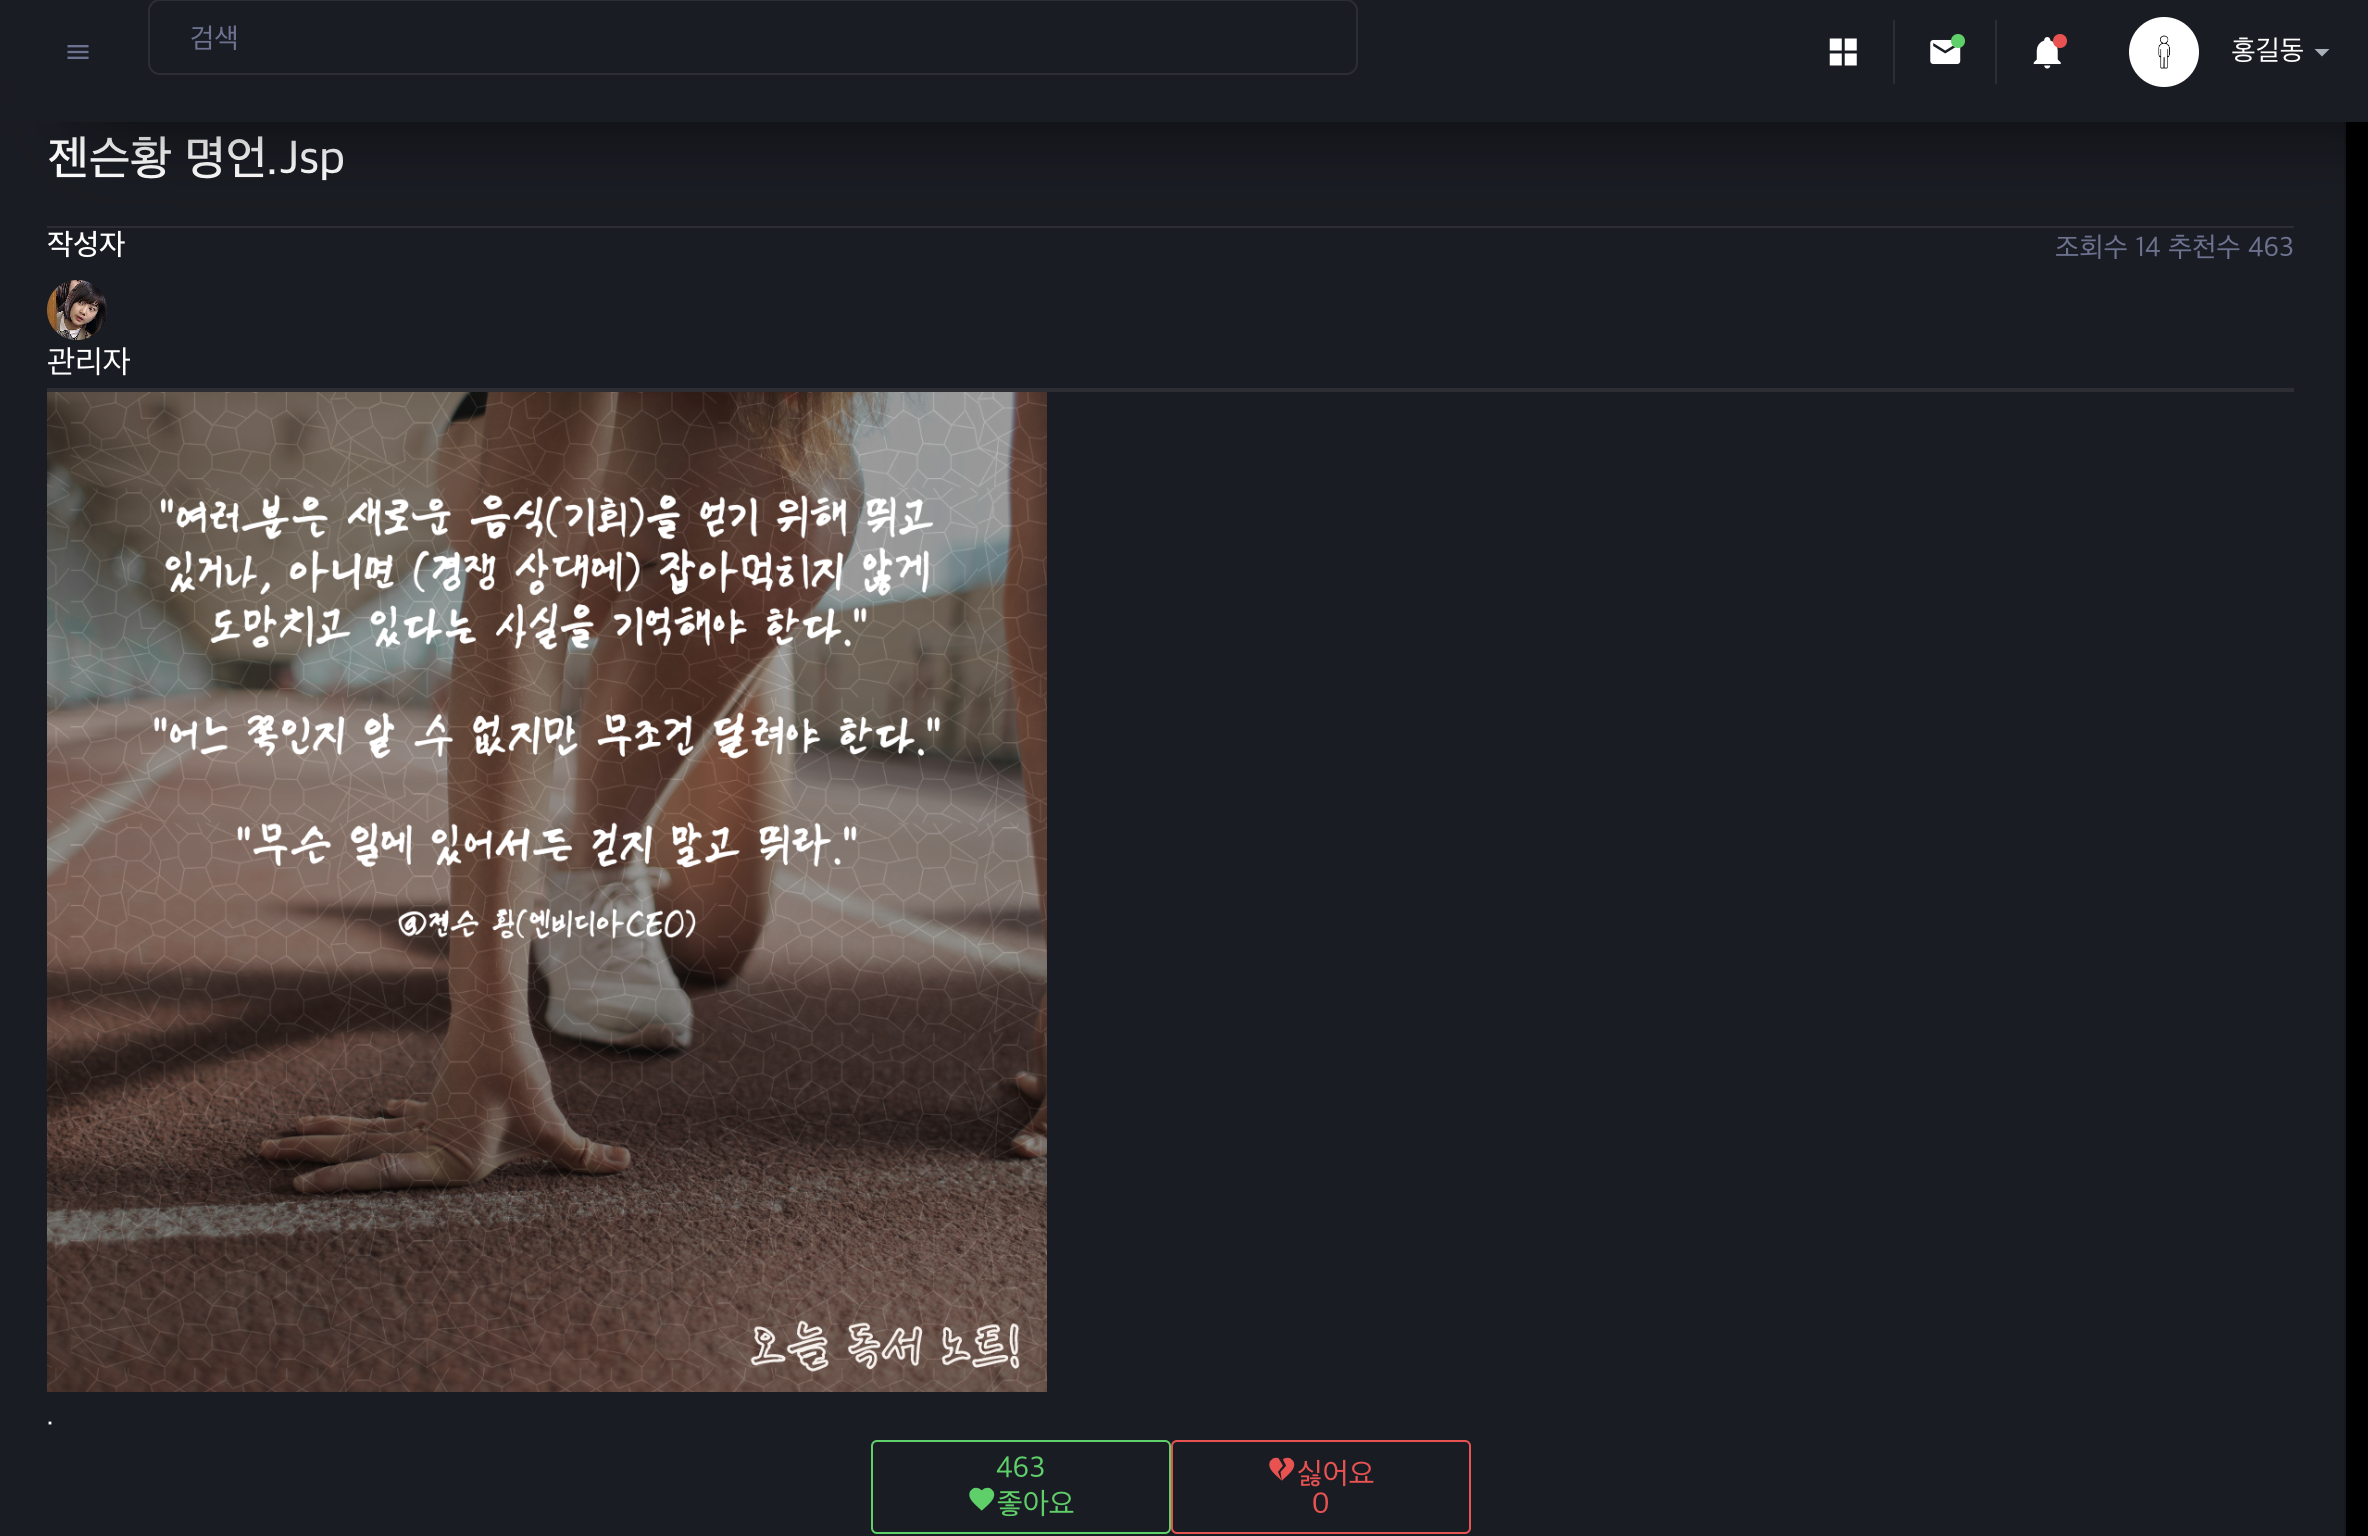 검색
홍길동
젠슨황 명언.Jsp
작성자
조회수 14 추천수 463
관리자
"여러분은 새로운 음식(기회)을 얻기 위해 뛰고
있거나, 아니면 (경쟁 상대에) 잡아먹히지 않게
도망치고 있다는 사실을 기억해야 한다."
"어느 쪽인지 알 수 없지만 무조건 달려야 한다."
"무슨 일에 있어서든 걷지 말고 뛰라."
@젠슨 황(엔비디아CEO)
오늘 독서 노트!
.
463
좋아요
싫어요
0